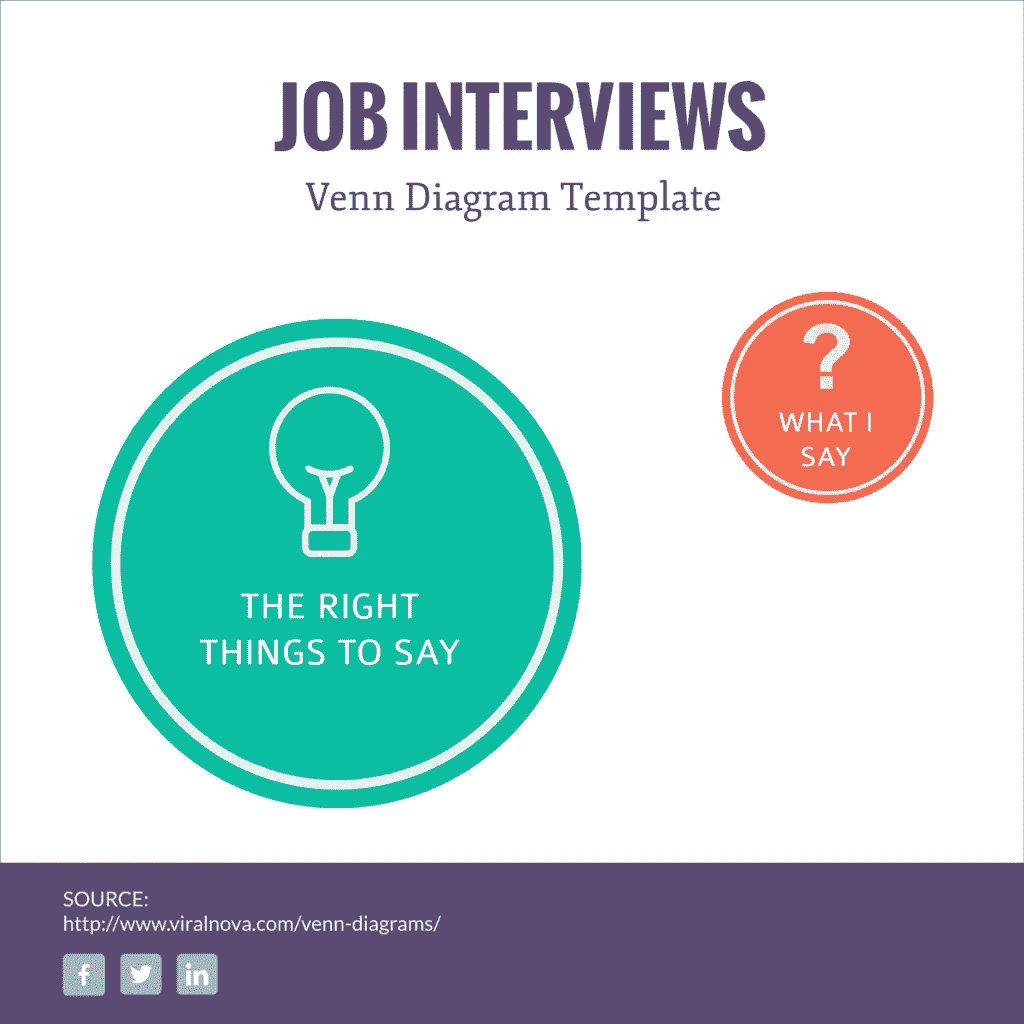 JOB INTERVIEWS
Venn Diagram Template
?
WHAT I
SAY
THE RIGHT
THINGS TO SAY
SOURCE:
http://www.viralnova.com/venn-diagrams/
f
in